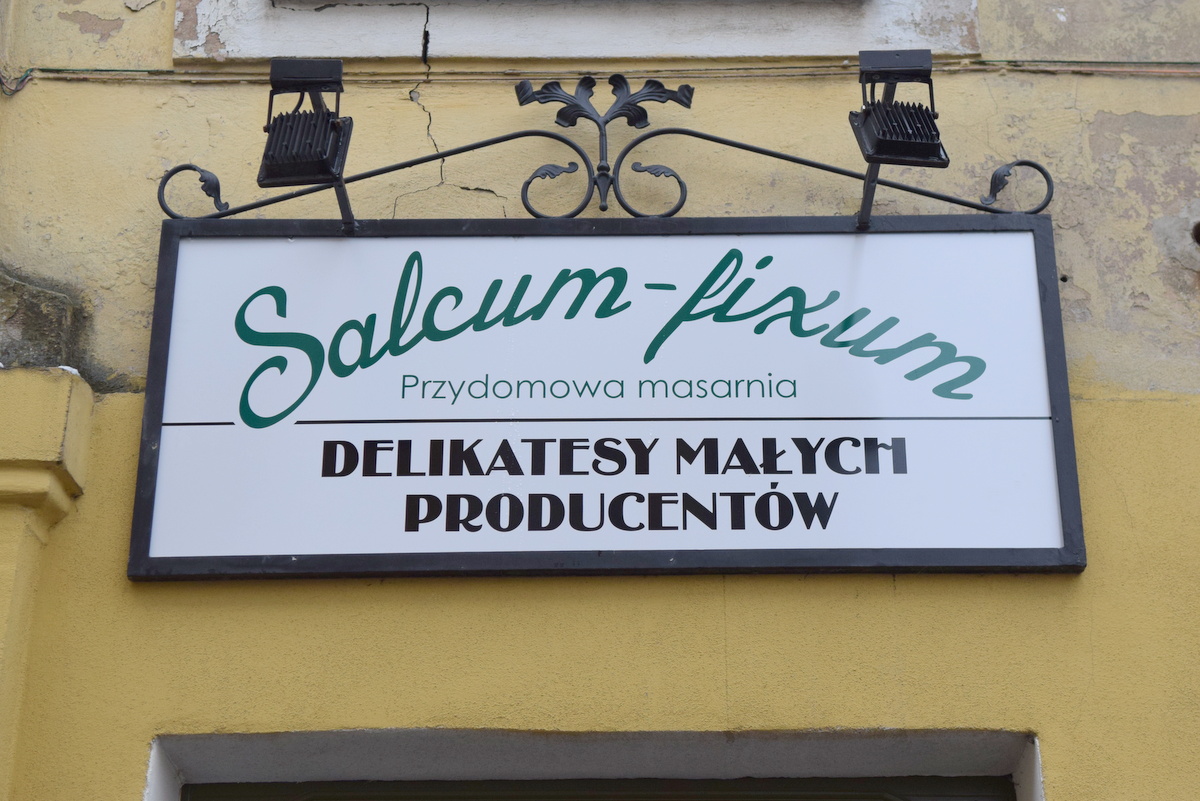 Salcum-fixum
Przydomowa masarnia
DELIKATESY MAŁYCH
PRODUCENTÓW